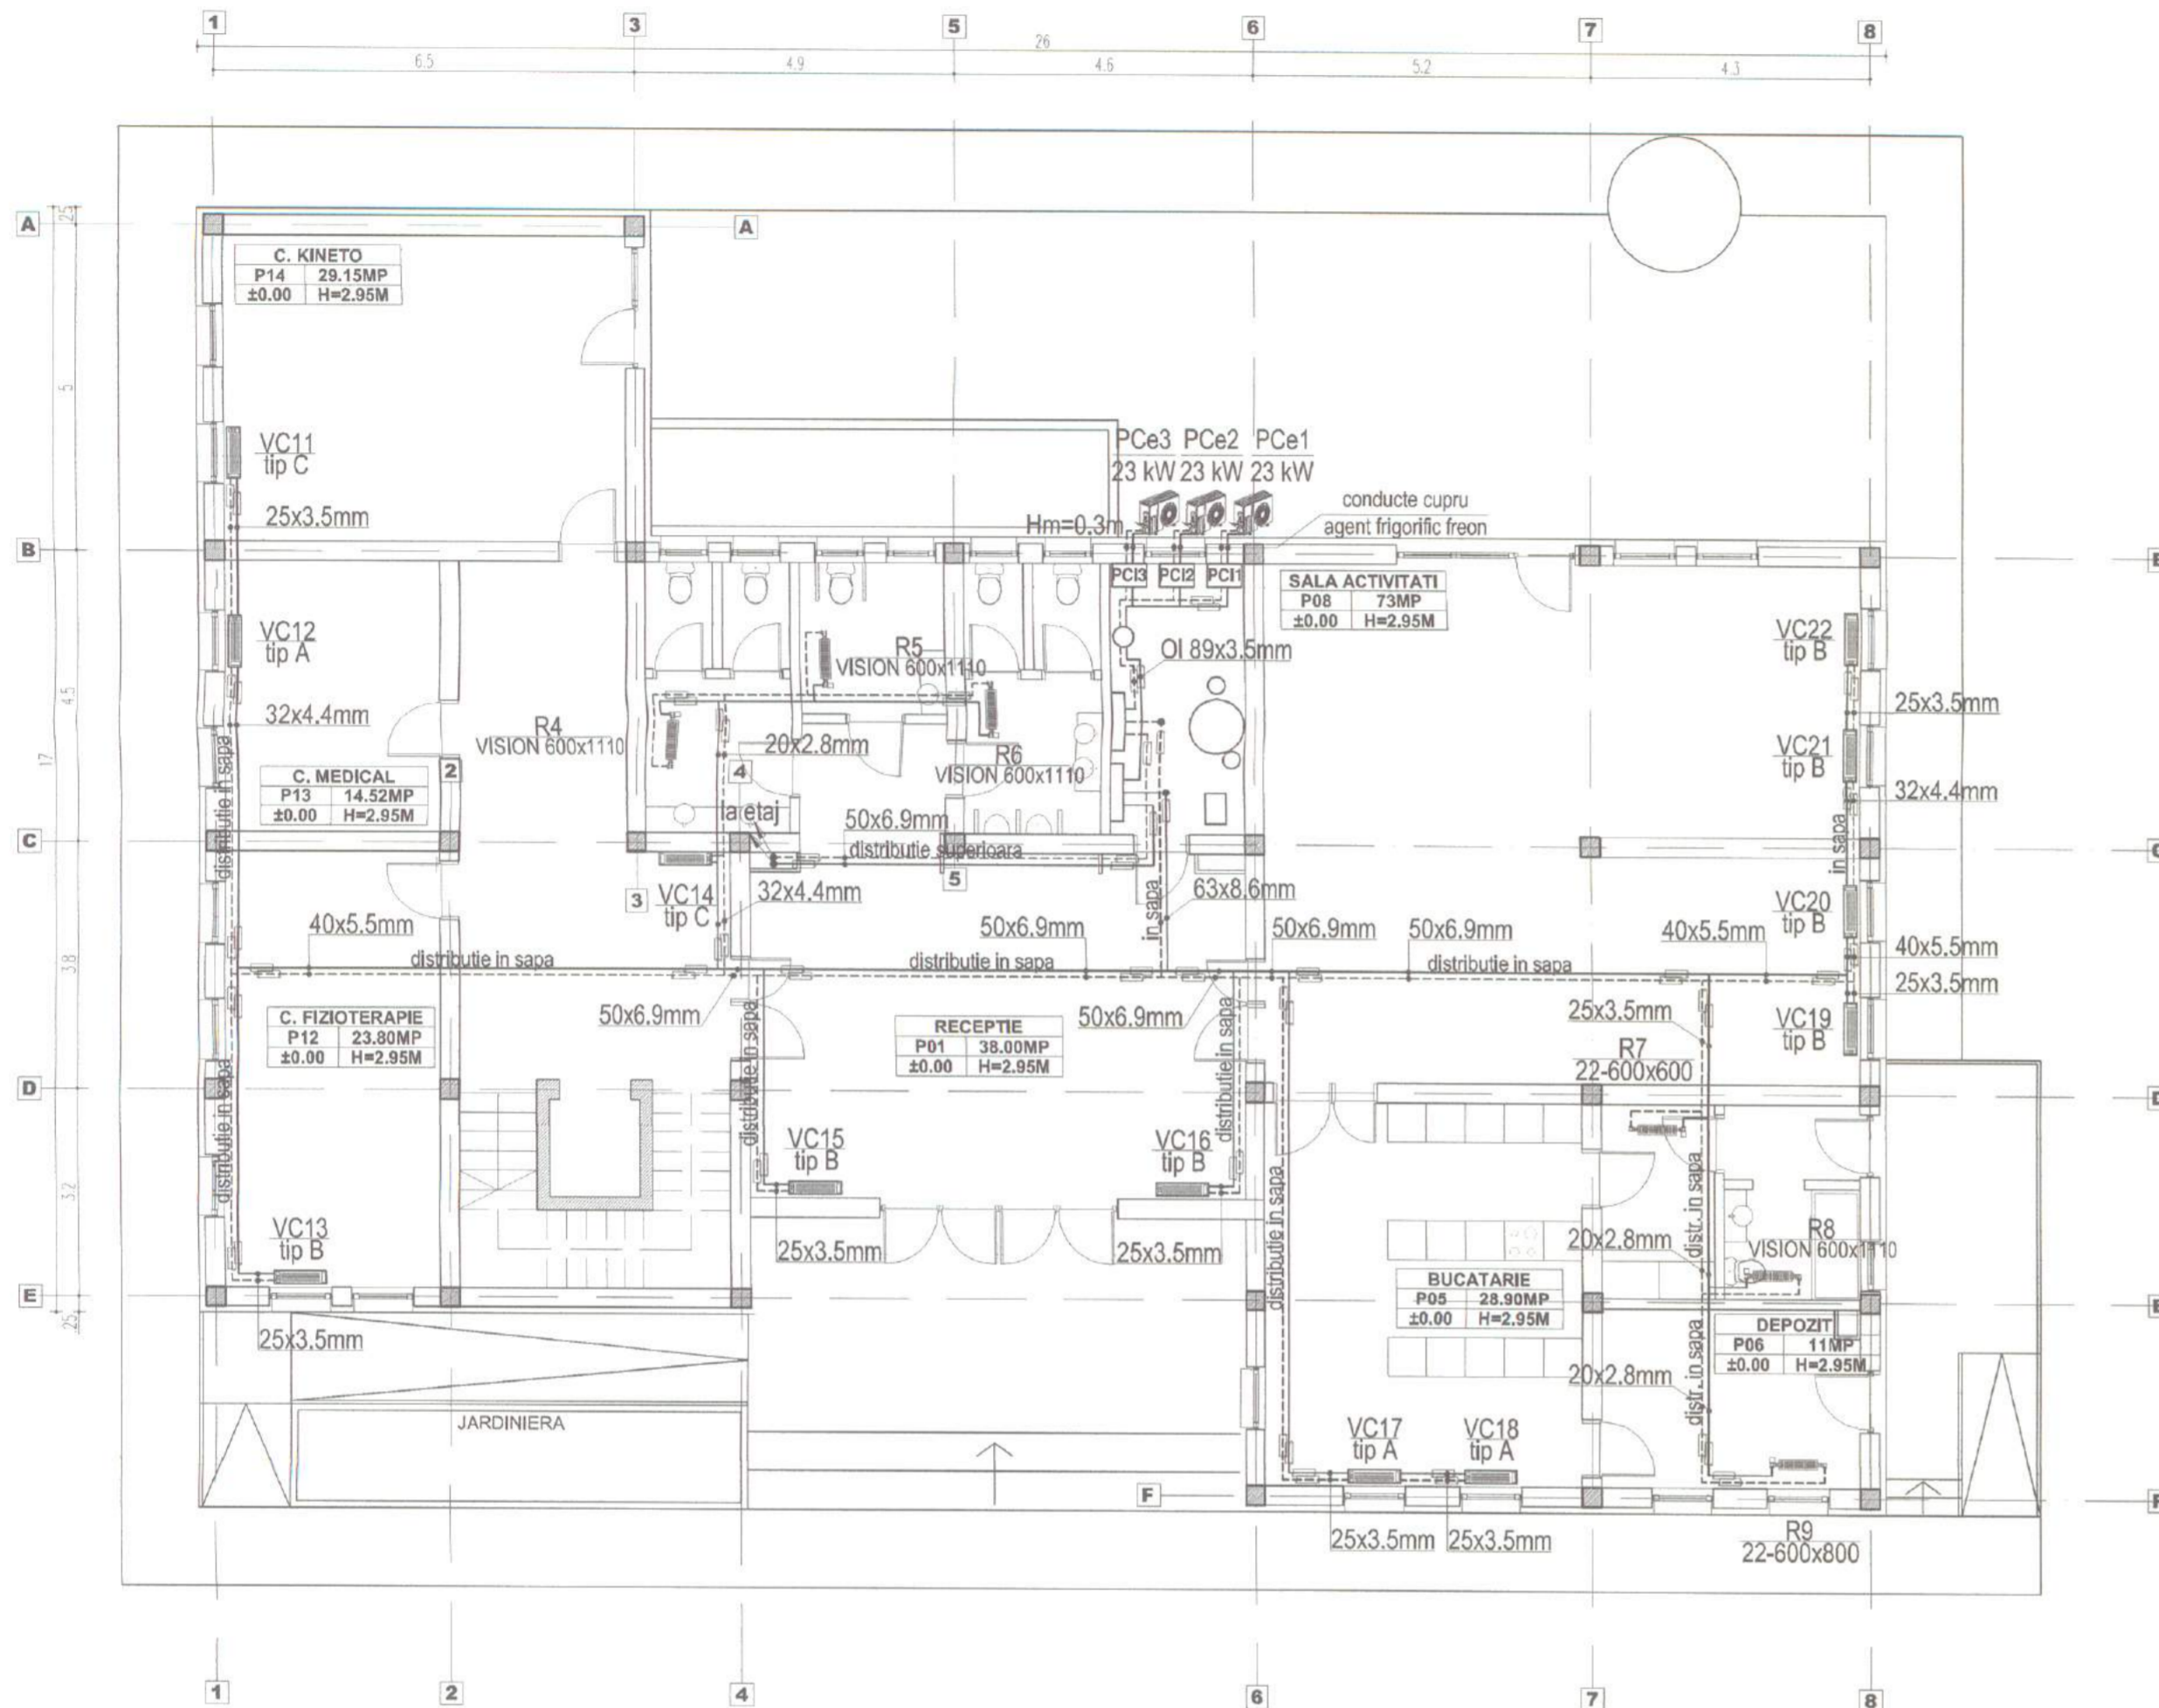 1
3
5
6
7
8
26
6.5
4.9
4.6
5.2
4.3
A
A
25
C. KINETO
P14 29.15MP
±0.00 H=2.95M
5
VC11
tip C
PCe3 PCe2 PCe1
23 kW 23 kW 23 kW
conducte cupru
agent frigorific freon
Hm=0.3m
25x3.5mm
B
PCI3 PCI2 PCI1
SALA ACTIVITATI
P08 73MP
±0.00 H=2.95M
VC12
tip A
VC22
tip B
R5
VISION 600x1110
Ol 89x3.5mm
4.5
25x3.5mm
32x4.4mm
R4
VISION 600x1110
20x2.8mm
R6
VISION 600x1110
VC21
tip B
17
distributie in sapa
C. MEDICAL
P13 14.52MP
±0.00 H=2.95M
2
4
la etaj
50x6.9mm
distributie superioara
32x4.4mm
C
in sapa
5
3
VC14
tip C
32x4.4mm
in sapa
63x8.6mm
VC20
tip B
40x5.5mm
50x6.9mm
50x6.9mm
50x6.9mm
40x5.5mm
40x5.5mm
3.8
distributie in sapa
distributie in sapa
distributie in sapa
25x3.5mm
50x6.9mm
50x6.9mm
25x3.5mm
C. FIZIOTERAPIE
P12 23.80MP
±0.00 H=2.95M
RECEPTIE
P01 38.00MP
±0.00 H=2.95M
VC19
tip B
R7
22-600x600
distributie in sapa
distributie in sapa
distributie in sapa
D
VC15
tip B
VC16
tip B
3.2
VC13
tip B
distributie in sapa
distr. in sapa
25x3.5mm
25x3.5mm
20x2.8mm
R8
VISION 600x1110
E
BUCATARIE
P05 28.90MP
±0.00 H=2.95M
25
25x3.5mm
DEPOZIT
P06 11MP
±0.00 H=2.95M
20x2.8mm
distr. in sapa
JARDINIERA
VC17
tip A
VC18
tip A
F
25x3.5mm 25x3.5mm
R9
22-600x800
1
2
4
6
7
8